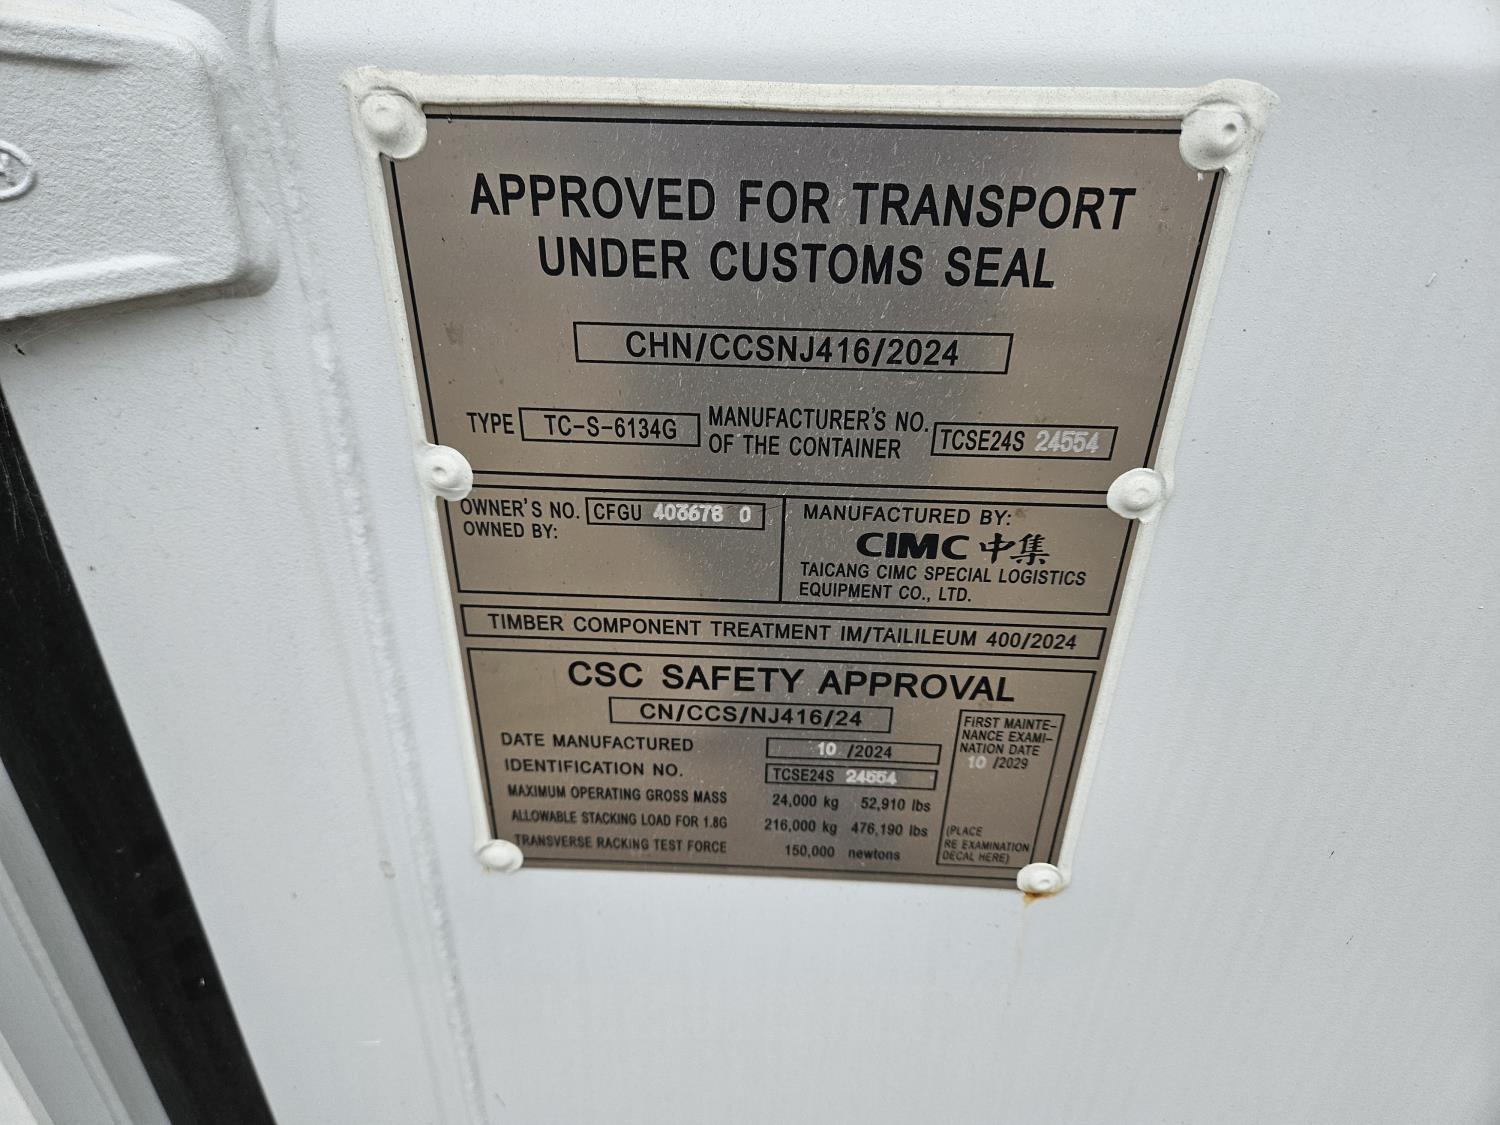 APPROVED FOR TRANSPORT
UNDER CUSTOMS SEAL
CHN/CCSNJ416/2024
TYPE TC-S-6134G MANUFACTURER'S NO. OF THE CONTAINER TCSE24S 24554
OWNER'S NO. CFGU 403678 0
OWNED BY:
MANUFACTURED BY:
CIMC 中集
TAICANG CIMC SPECIAL LOGISTICS
EQUIPMENT CO., LTD.
TIMBER COMPONENT TREATMENT IM/TAILILEUM 400/2024
CSC SAFETY APPROVAL
CN/CCS/NJ416/24
DATE MANUFACTURED 10 /2024
IDENTIFICATION NO. TCSE24S 24554
MAXIMUM OPERATING GROSS MASS 24,000 kg 52,910 lbs
ALLOWABLE STACKING LOAD FOR 1.8G 216,000 kg 476,190 lbs
TRANSVERSE RACKING TEST FORCE 150,000 newtons
FIRST MAINTE-
NANCE EXAMI-
NATION DATE
10 /2029
(PLACE
RE EXAMINATION
DECAL HERE)